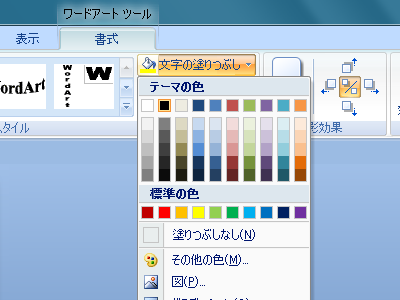 ワードアート ツール
表示
書式
文字の塗りつぶし
WordArt
WordArt
W
テーマの色
スタイル
影効果
標準の色
塗りつぶしなし(N)
その他の色(M)...
図(P)...